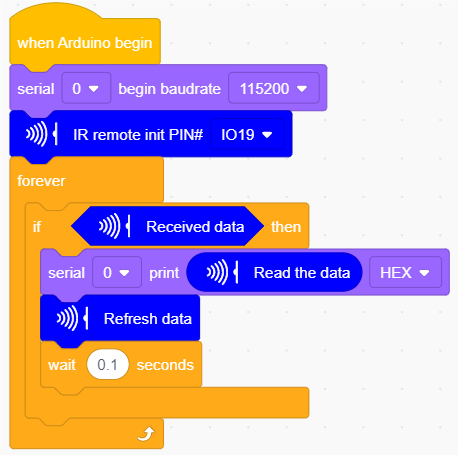 when Arduino begin
serial 0 begin baudrate 115200
IR remote init PIN# IO19
forever
if Received data then
serial 0 print Read the data HEX
Refresh data
wait 0.1 seconds